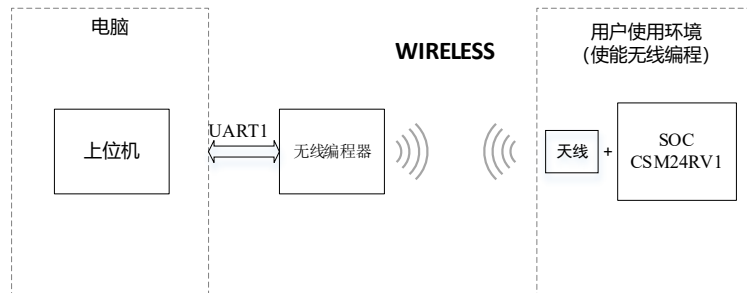 电脑
WIRELESS
用户使用环境
(使能无线编程)
上位机
UART1
无线编程器
天线
+
SOC
CSM24RV1